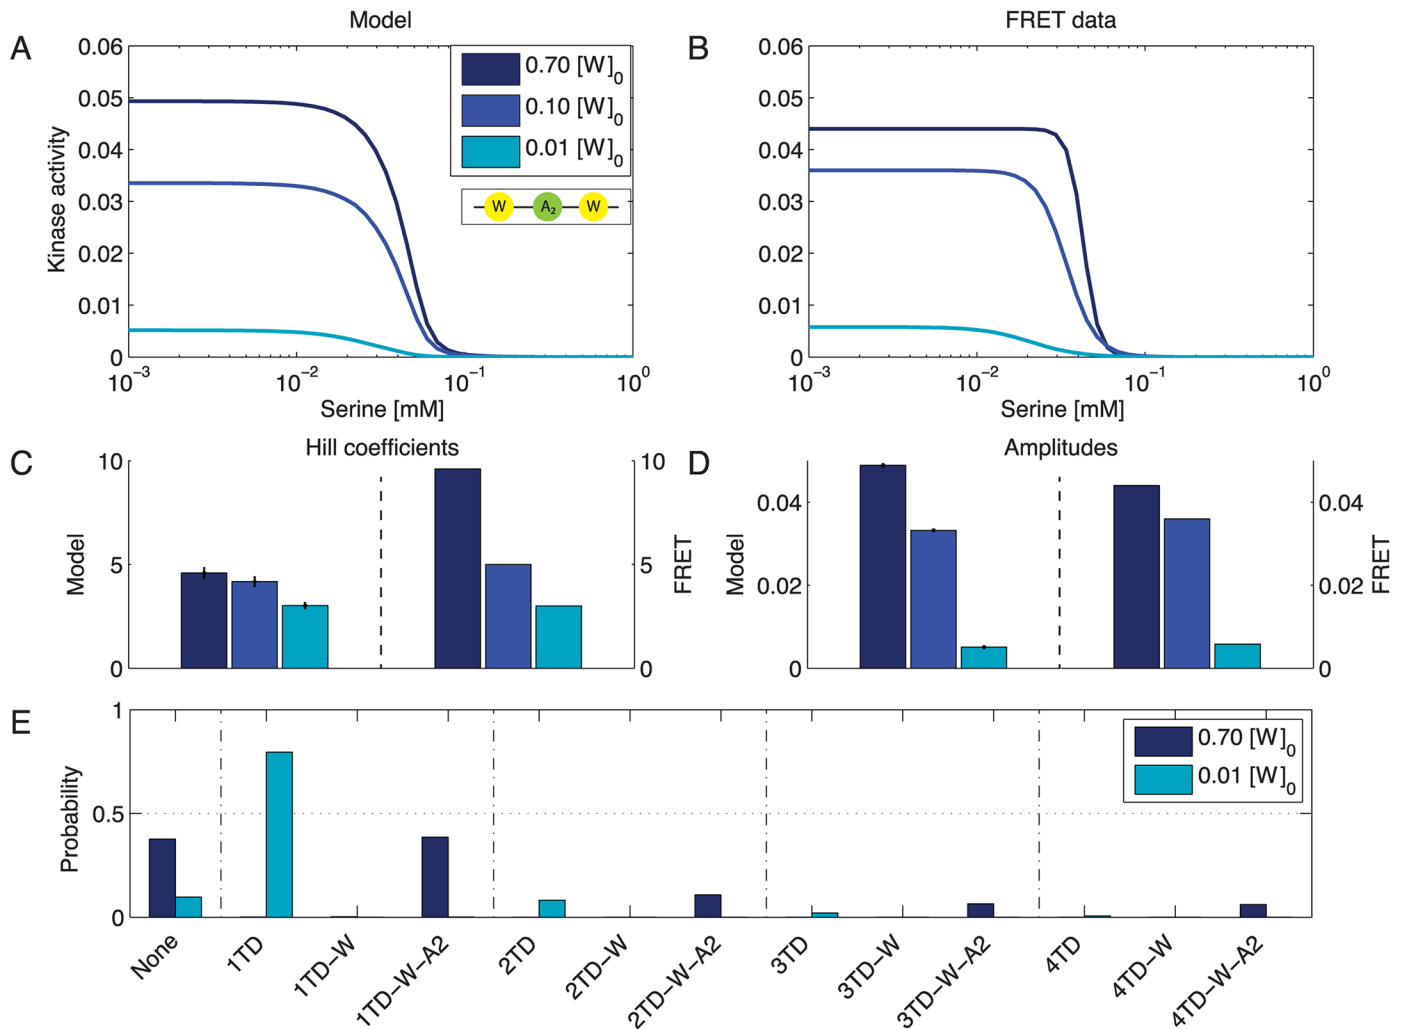 Model
FRET data
A
B
0.06
0.05
0.04
0.03
0.02
0.01
0
Kinase activity
0.70 [W]0
0.10 [W]0
0.01 [W]0
W A2 W
10−3 10−2 10−1 100
Serine [mM]
0.06
0.05
0.04
0.03
0.02
0.01
0
10−3 10−2 10−1 100
Serine [mM]
C
Hill coefficients
10
5
0
Model
10
5
0
FRET
D
Amplitudes
0.04
0.02
0
Model
0.04
0.02
0
FRET
E
1
0.5
0
Probability
0.70 [W]0
0.01 [W]0
None
1TD
1TD−W
1TD−W−A2
2TD
2TD−W
2TD−W−A2
3TD
3TD−W
3TD−W−A2
4TD
4TD−W
4TD−W−A2